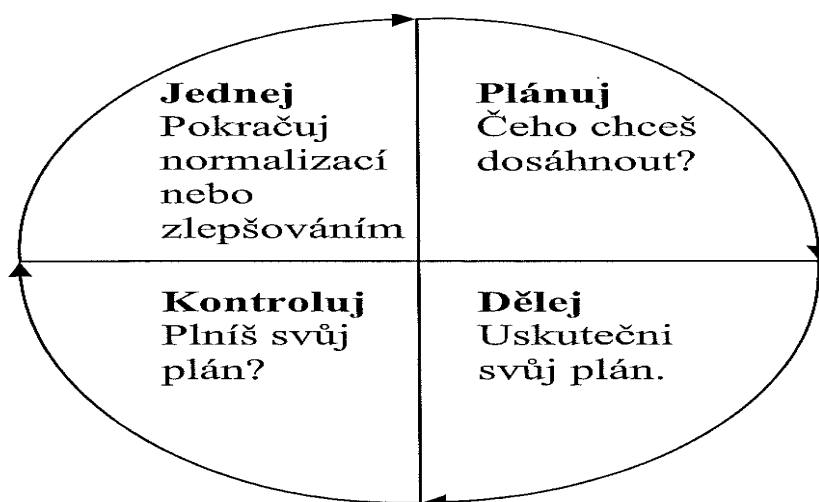 Jednej
Pokračuj
normalizací
nebo
zlepšováním
Plánuj
Čeho chceš
dosáhnout?
Kontroluj
Plníš svůj
plán?
Dělej
Uskutečni
svůj plán.